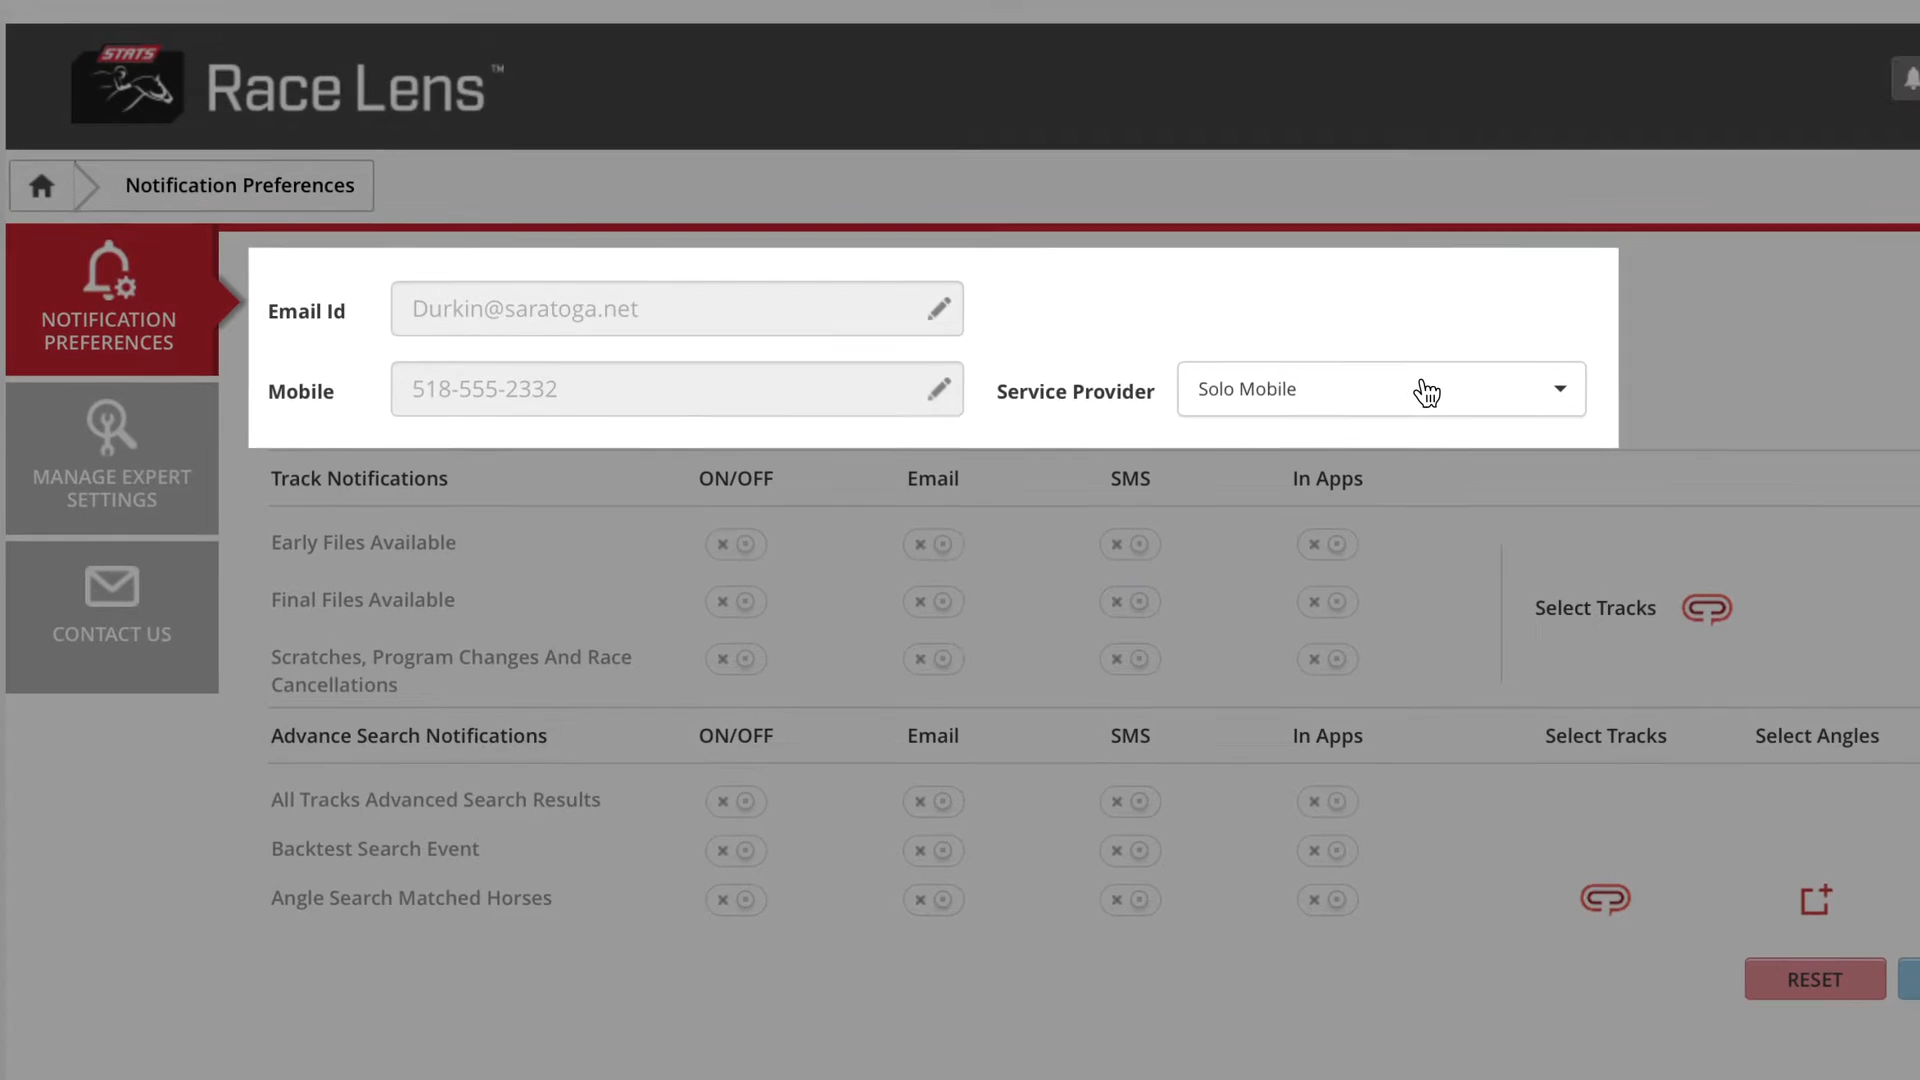 STATS
Race Lens™
Notification Preferences
NOTIFICATION
PREFERENCES
MANAGE EXPERT
SETTINGS
CONTACT US
Email Id
Durkin@saratoga.net
Mobile
518-555-2332
Service Provider
Solo Mobile
Track Notifications ON/OFF Email SMS In Apps
Early Files Available
Final Files Available
Select Tracks
Scratches, Program Changes And Race
Cancellations
Advance Search Notifications ON/OFF Email SMS In Apps Select Tracks Select Angles
All Tracks Advanced Search Results
Backtest Search Event
Angle Search Matched Horses
RESET